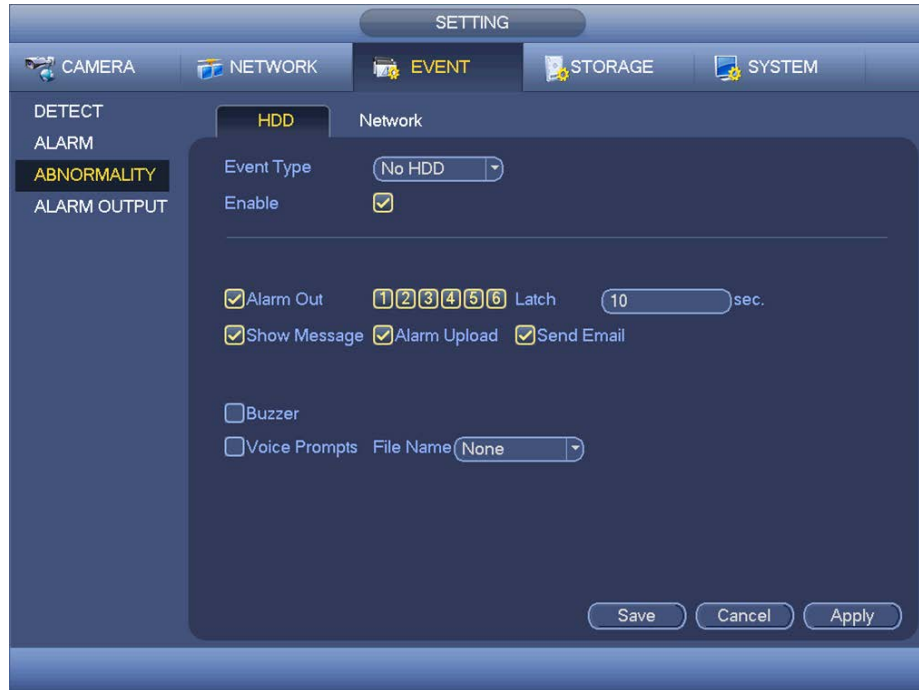 SETTING
CAMERA NETWORK EVENT STORAGE SYSTEM
DETECT
ALARM
ABNORMALITY
ALARM OUTPUT
HDD Network
Event Type No HDD
Enable
Alarm Out 1 2 3 4 5 6 Latch 10 sec.
Show Message Alarm Upload Send Email
Buzzer
Voice Prompts File Name None
Save Cancel Apply